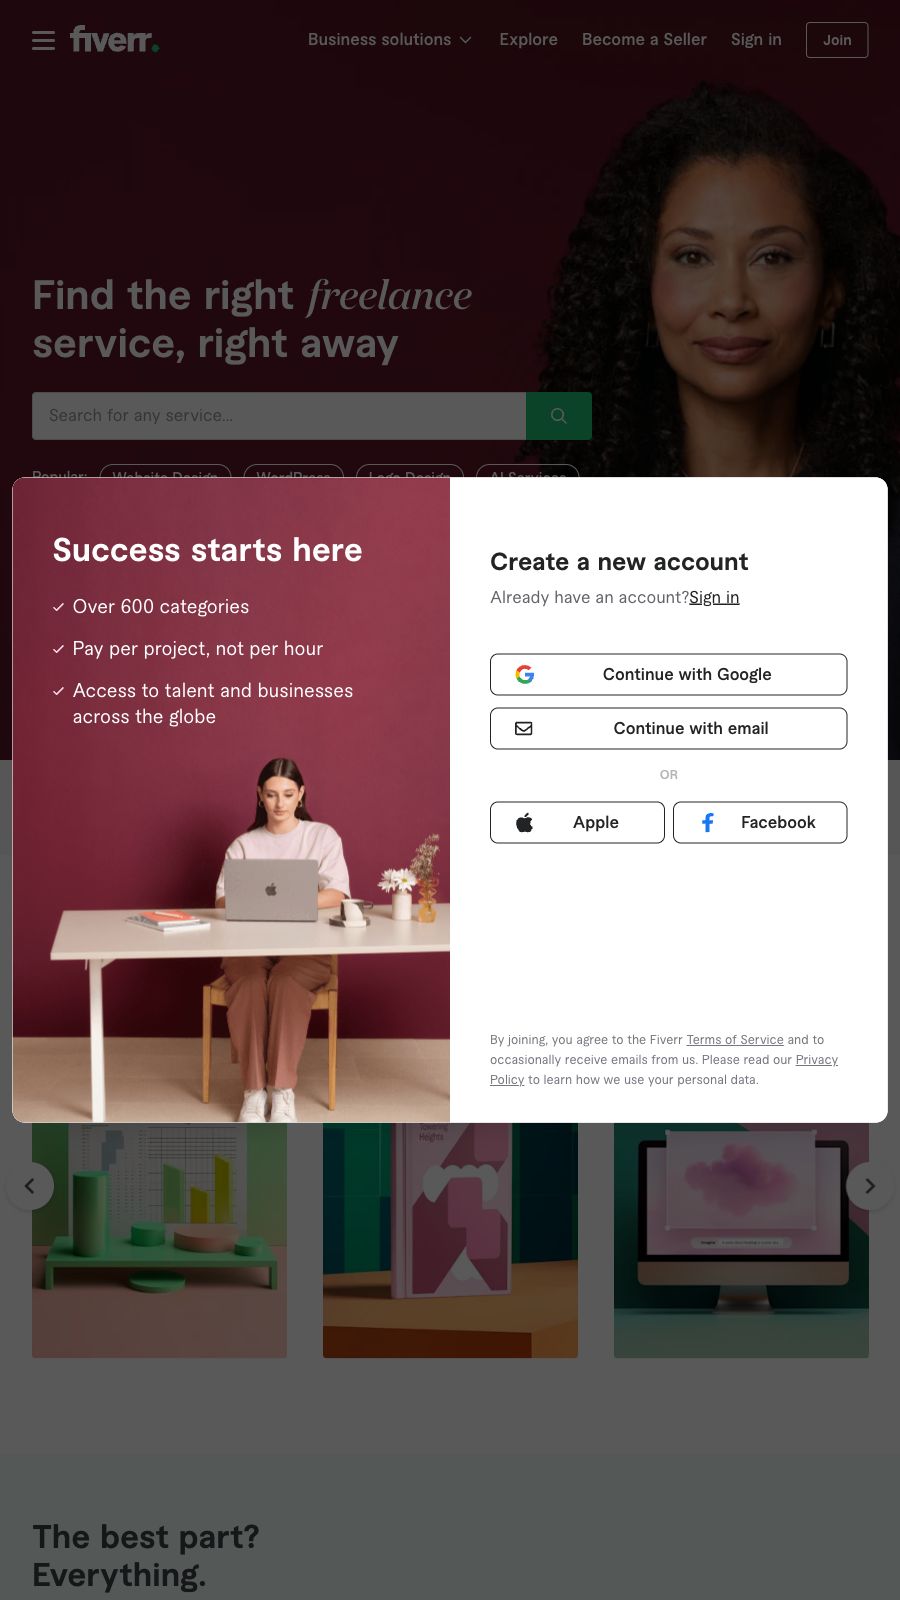 fiverr.
Business solutions
Explore
Become a Seller
Sign in
Join
Find the right freelance
service, right away
Search for any service...
Popular:
Website Design
WordPress
Logo Design
AI Services
Success starts here
Over 600 categories
Pay per project, not per hour
Access to talent and businesses
across the globe
Create a new account
Already have an account?Sign in
Continue with Google
Continue with email
OR
Apple
Facebook
By joining, you agree to the Fiverr Terms of Service and to
occasionally receive emails from us. Please read our Privacy
Policy to learn how we use your personal data.
Towering
Heights
The best part?
Everything.